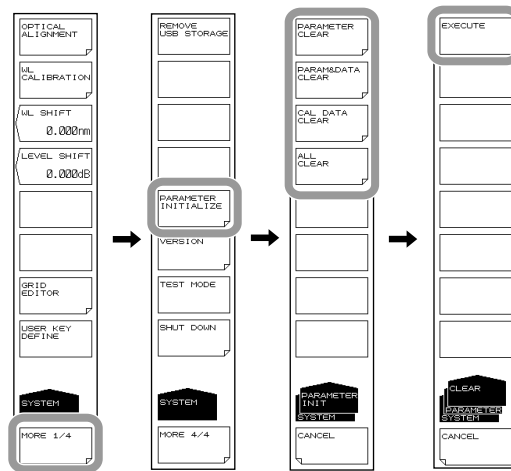 OPTICAL
ALIGNMENT
WL
CALIBRATION
WL SHIFT
0.000nm
LEVEL SHIFT
0.000dB
GRID
EDITOR
USER KEY
DEFINE
SYSTEM
MORE 1/4
REMOVE
USB STORAGE
PARAMETER
INITIALIZE
VERSION
TEST MODE
SHUT DOWN
SYSTEM
MORE 4/4
PARAMETER
CLEAR
PARAM&DATA
CLEAR
CAL DATA
CLEAR
ALL
CLEAR
PARAMETER
INIT
SYSTEM
CANCEL
EXECUTE
CLEAR
PARAMETER
SYSTEM
CANCEL